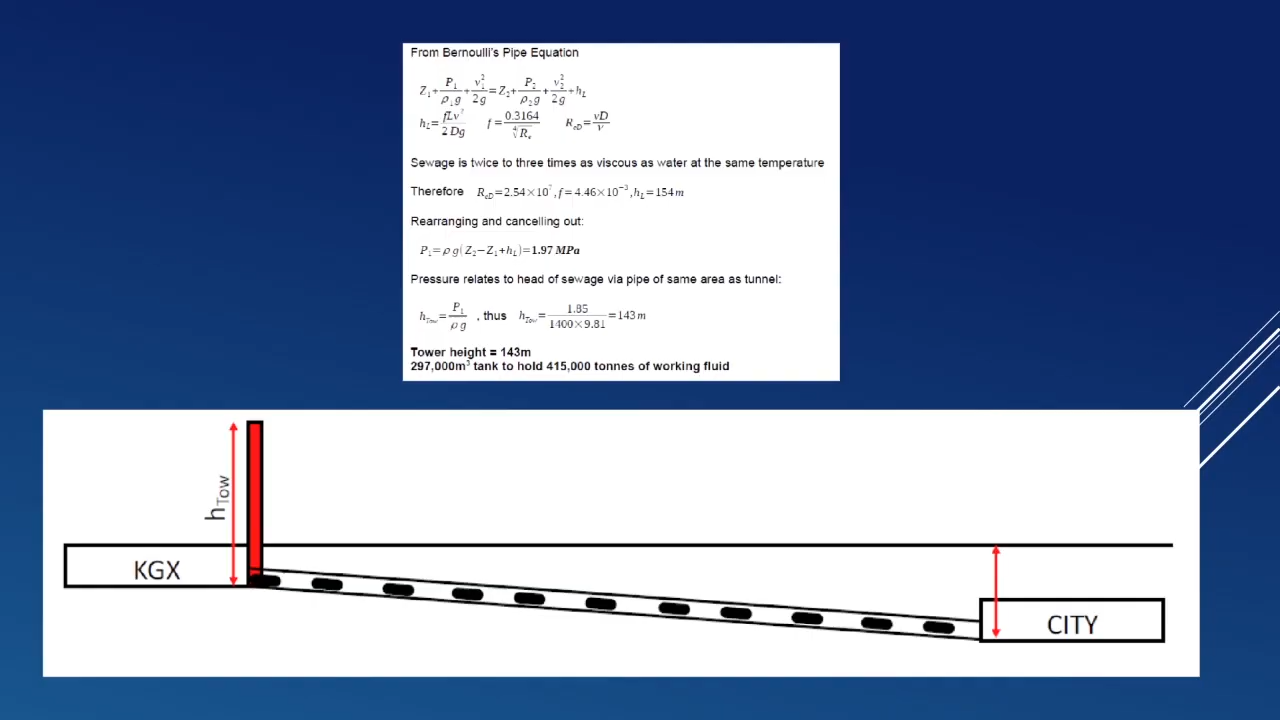 From Bernoulli's Pipe Equation
Z₁+P₁/ρ₁g+v₁²/2g=Z₂+P₂/ρ₂g+v₂²/2g+h_L
h_L=fLv²/2Dg f=0.3164/∜Rₑ R_eD=vD/ν
Sewage is twice to three times as viscous as water at the same temperature
Therefore R_eD=2.54×10⁷, f=4.46×10⁻³, h_L=154m
Rearranging and cancelling out:
P₁=ρg(Z₂−Z₁+h_L)=1.97 MPa
Pressure relates to head of sewage via pipe of same area as tunnel:
h_Tow=P₁/ρg , thus h_Tow=1.85/1400×9.81=143m
Tower height = 143m
297,000m³ tank to hold 415,000 tonnes of working fluid
h_Tow
KGX
CITY